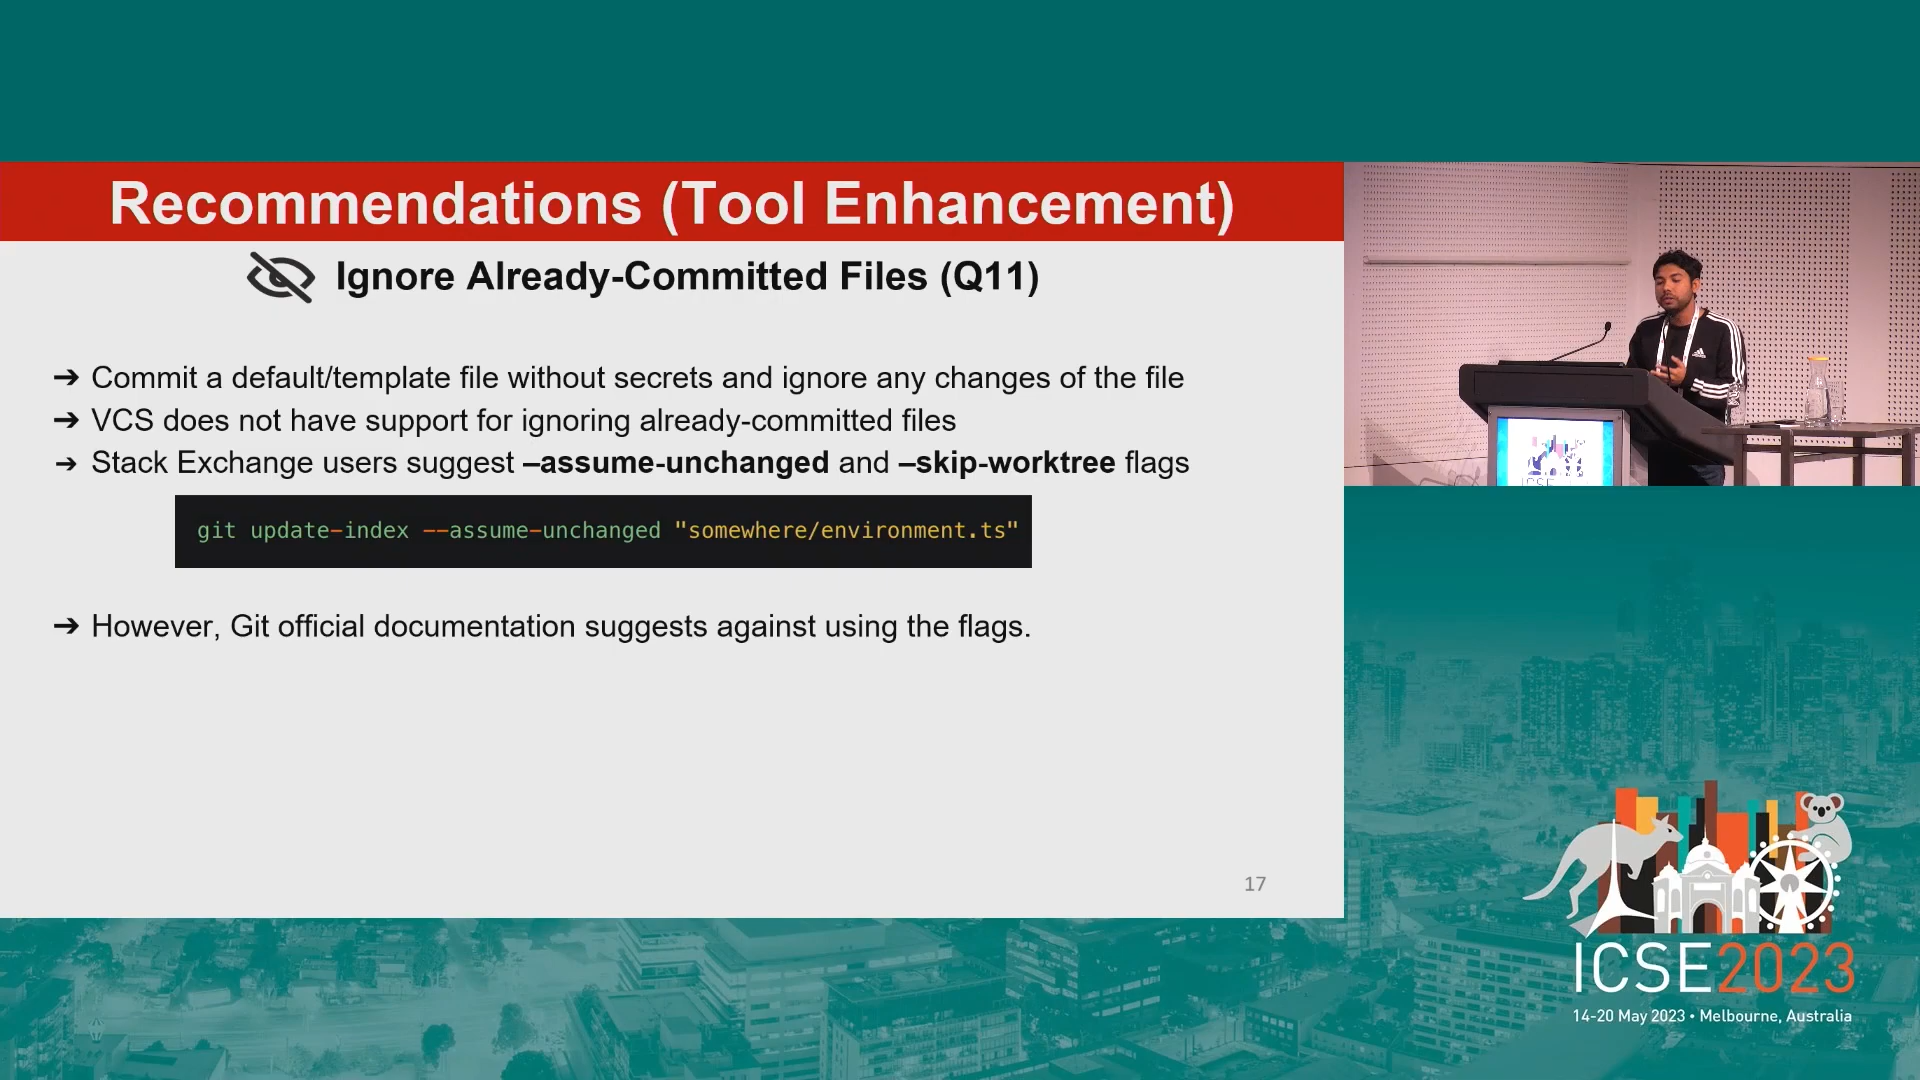 Recommendations (Tool Enhancement)
Ignore Already-Committed Files (Q11)
➔ Commit a default/template file without secrets and ignore any changes of the file
➔ VCS does not have support for ignoring already-committed files
➔ Stack Exchange users suggest –assume-unchanged and –skip-worktree flags
git update-index --assume-unchanged "somewhere/environment.ts"
➔ However, Git official documentation suggests against using the flags.
17
ICSE
ICSE2023
14-20 May 2023 • Melbourne, Australia